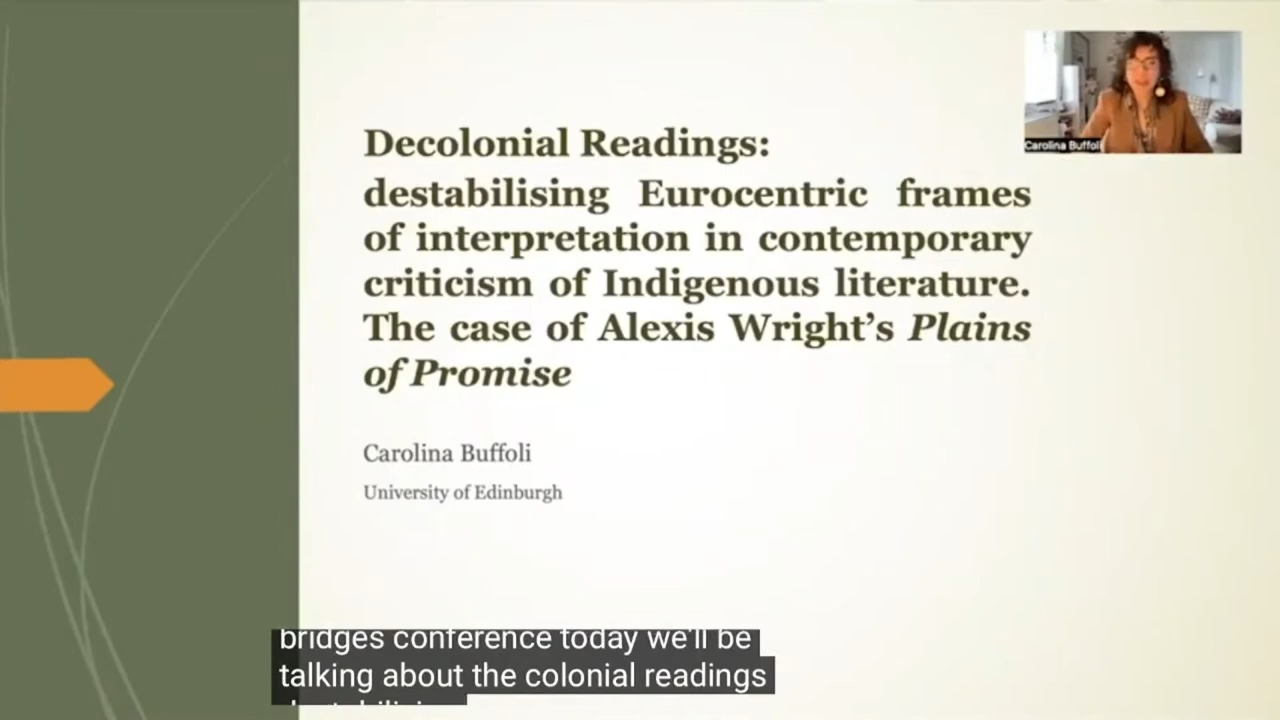 Decolonial Readings:
destabilising Eurocentric frames
of interpretation in contemporary
criticism of Indigenous literature.
The case of Alexis Wright’s Plains
of Promise
Carolina Buffoli
University of Edinburgh
Carolina Buffoli
bridges conference today we'll be
talking about the colonial readings